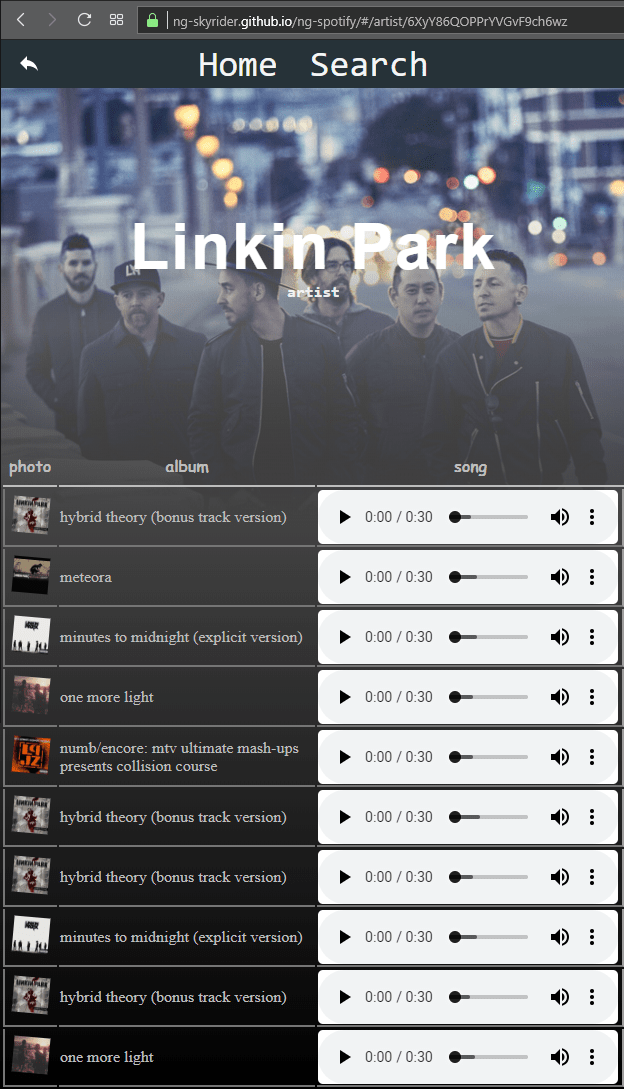 ng-skyrider.github.io/ng-spotify/#/artist/6XyY86QOPPrYVGvF9ch6wz
Home Search
Linkin Park
artist
photo album song
hybrid theory (bonus track version) 0:00 / 0:30
meteora 0:00 / 0:30
minutes to midnight (explicit version) 0:00 / 0:30
one more light 0:00 / 0:30
numb/encore: mtv ultimate mash-ups
presents collision course 0:00 / 0:30
hybrid theory (bonus track version) 0:00 / 0:30
hybrid theory (bonus track version) 0:00 / 0:30
minutes to midnight (explicit version) 0:00 / 0:30
hybrid theory (bonus track version) 0:00 / 0:30
one more light 0:00 / 0:30